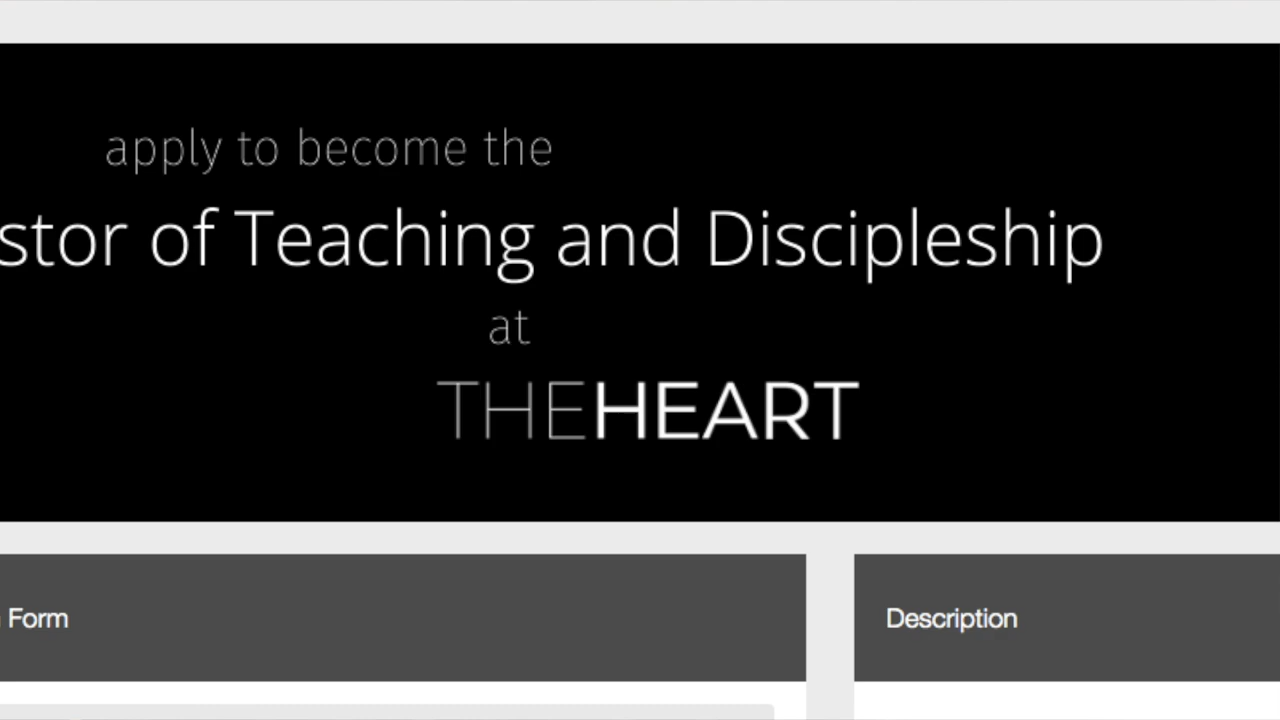 apply to become the
stor of Teaching and Discipleship
at
THEHEART
Form
Description